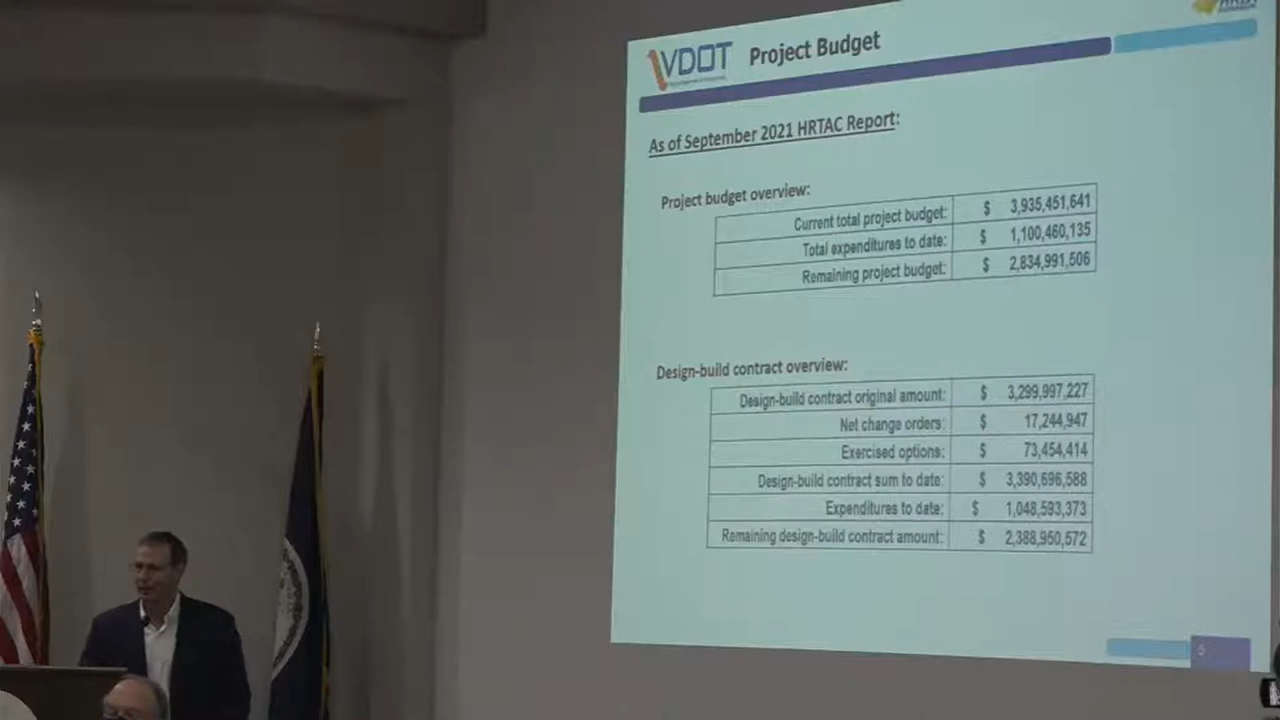 VDOT Project Budget
As of September 2021 HRTAC Report:
Project budget overview:
Current total project budget: $ 3,935,451,641
Total expenditures to date: $ 1,100,460,135
Remaining project budget: $ 2,834,991,506
Design-build contract overview:
Design-build contract original amount: $ 3,299,997,227
Net change orders: $ 17,244,947
Exercised options: $ 73,454,414
Design-build contract sum to date: $ 3,390,696,588
Expenditures to date: $ 1,048,593,373
Remaining design-build contract amount: $ 2,388,950,572
5